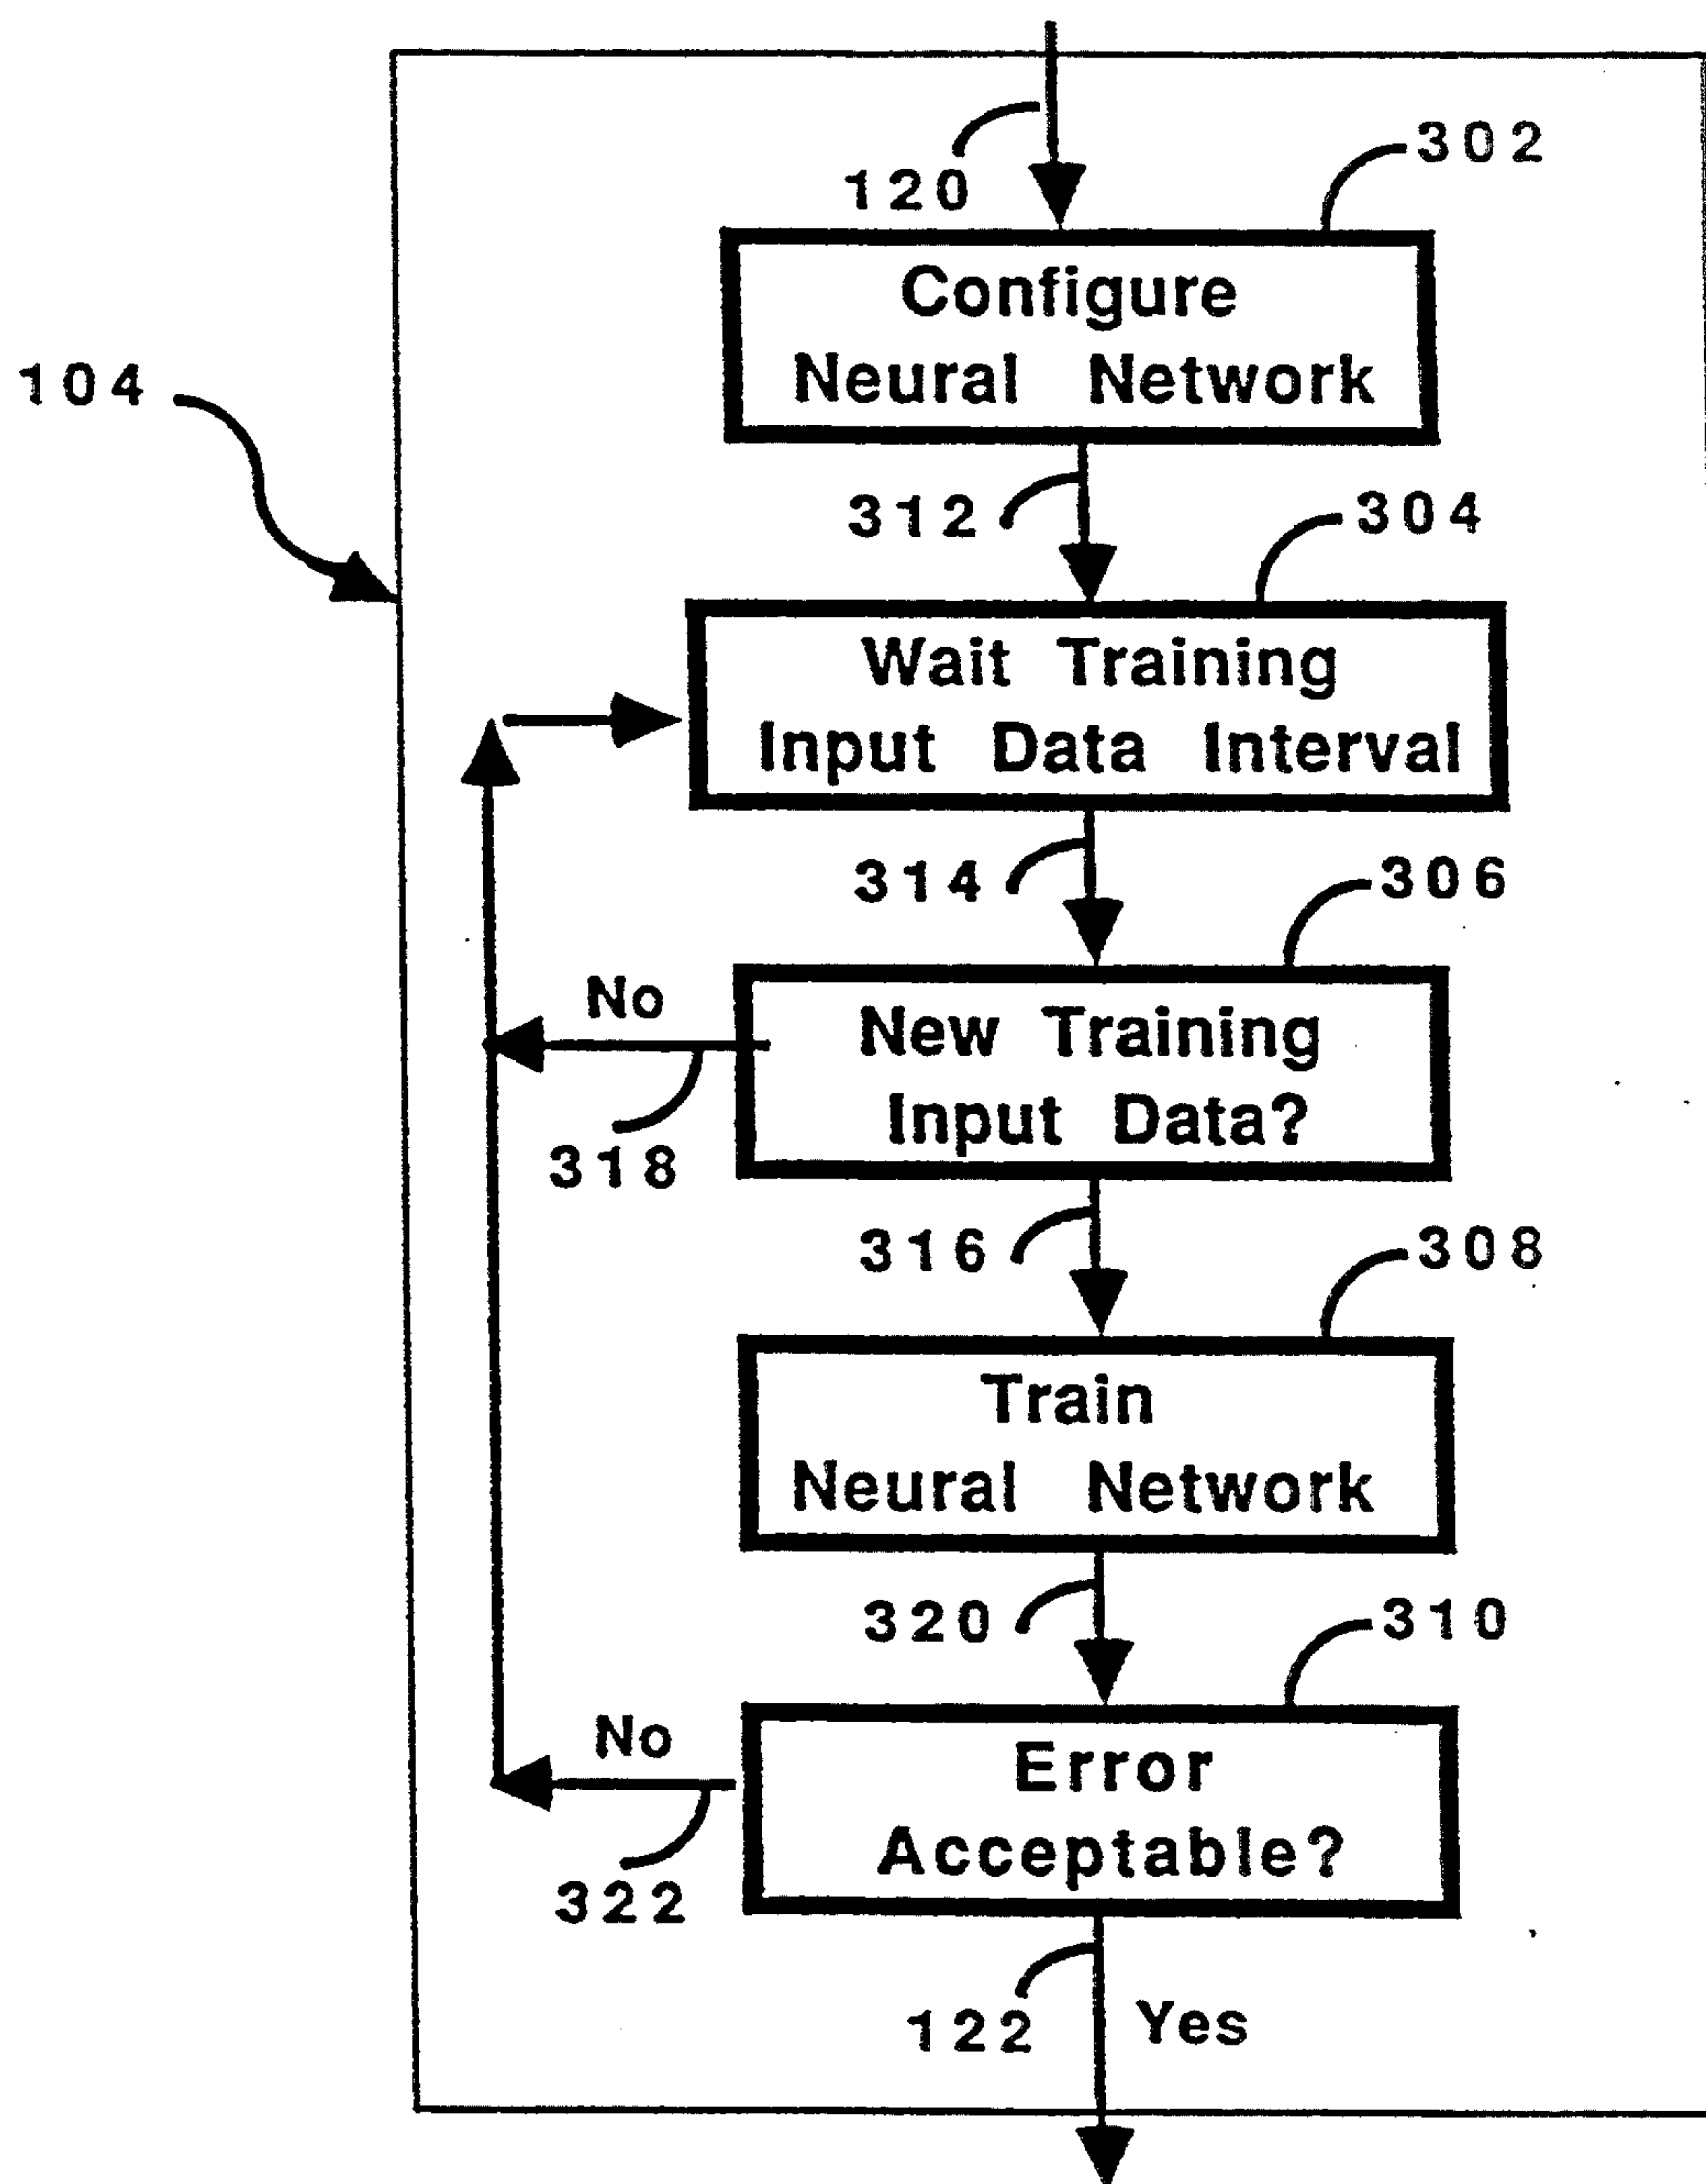 120
302
Configure
Neural Network
104
312
304
Wait Training
Input Data Interval
314
306
No
New Training
Input Data?
318
316
308
Train
Neural Network
320
310
No
Error
Acceptable?
322
122
Yes